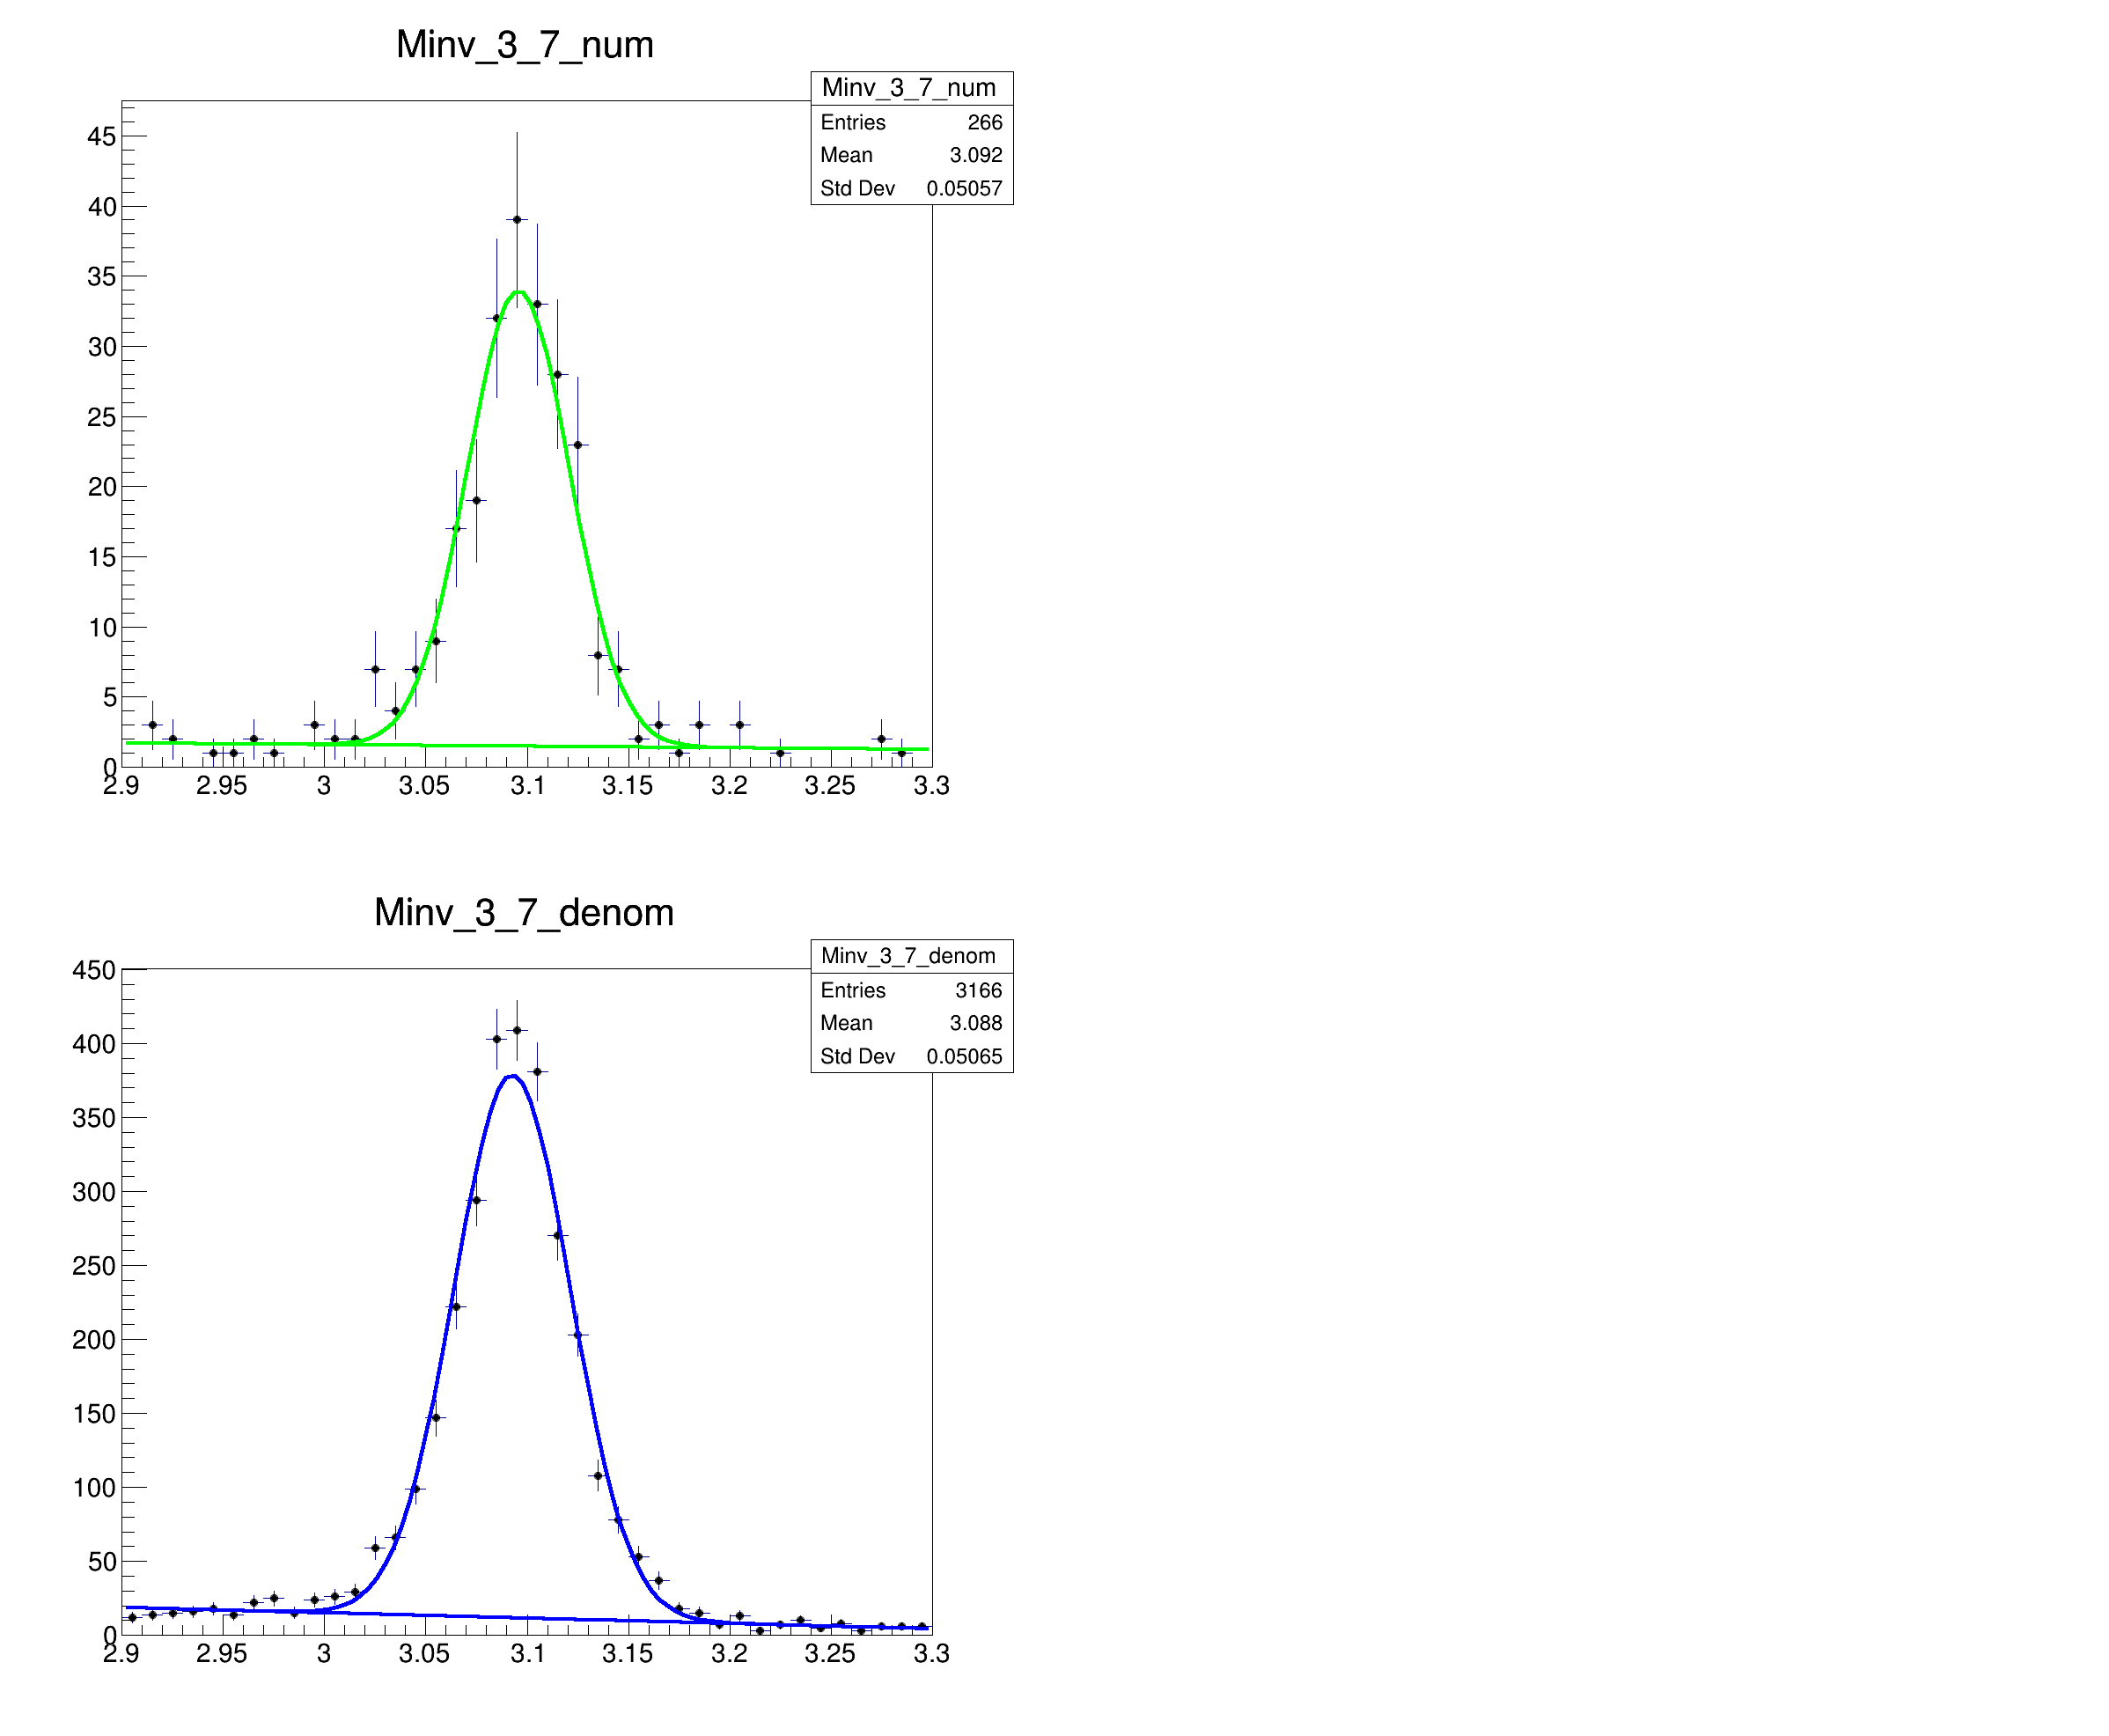 Minv_3_7_num
Minv_3_7_num
Entries 266
Mean 3.092
Std Dev 0.05057
45
40
35
30
25
20
15
10
5
0
2.9 2.95 3 3.05 3.1 3.15 3.2 3.25 3.3
Minv_3_7_denom
Minv_3_7_denom
Entries 3166
Mean 3.088
Std Dev 0.05065
450
400
350
300
250
200
150
100
50
0
2.9 2.95 3 3.05 3.1 3.15 3.2 3.25 3.3